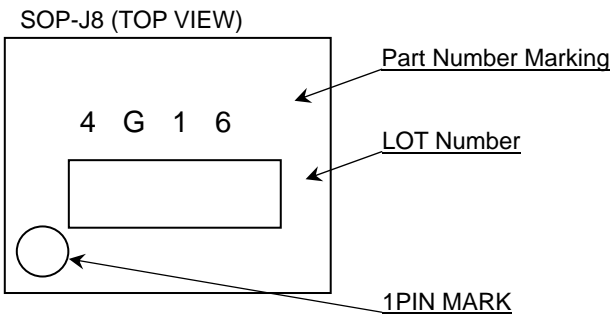 SOP-J8 (TOP VIEW)
Part Number Marking
4 G 1 6
LOT Number
1PIN MARK